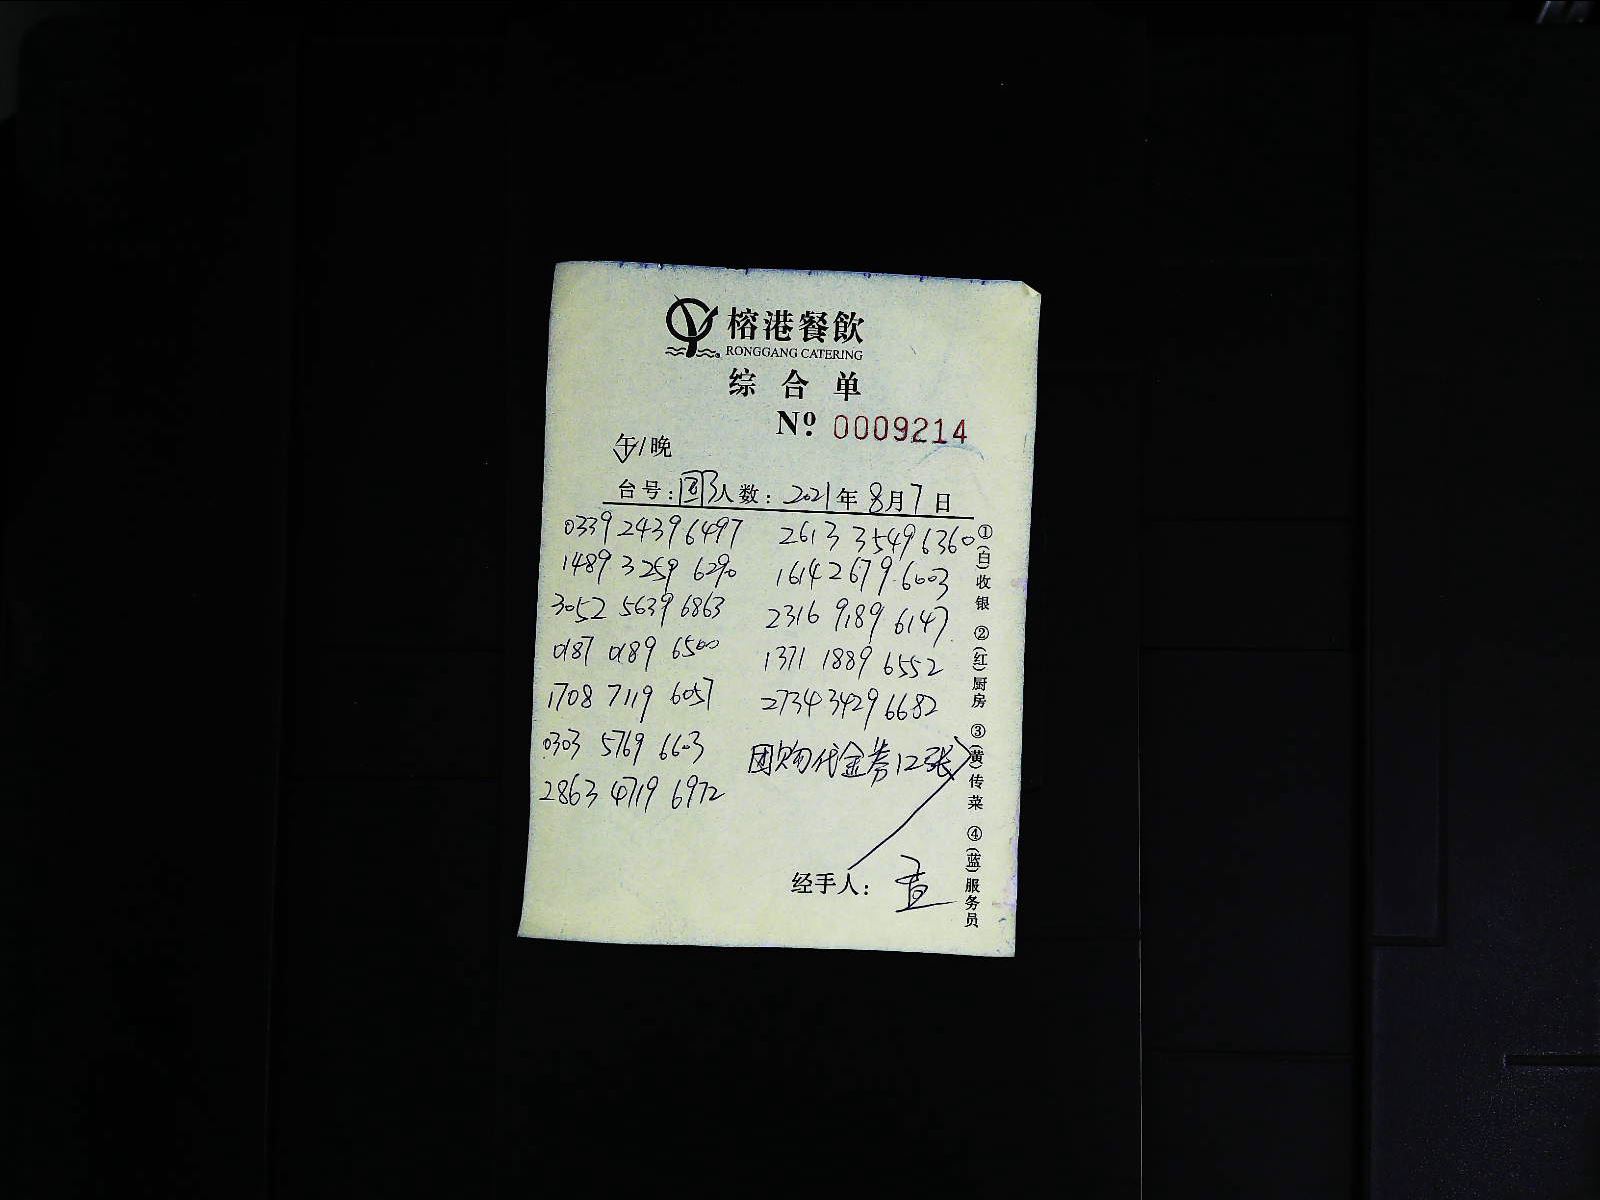 榕港餐飲
RONGGANG CATERING
综合单
Nº 0009214
午/晚
台号: 人数: 2021年8月7日
0339 2439 6497 2613 3549 6360
1489 3259 6290 1614 2679 6003
3052 5639 6863 2316 9189 6147
0187 0189 6500 1371 1889 6552
1708 7119 6057 2734 3429 6682
0303 5769 6603 团购代金券12张
2863 4719 6972
经手人:
①(白)收银 ②(红)厨房 ③(黄)传菜 ④(蓝)服务员